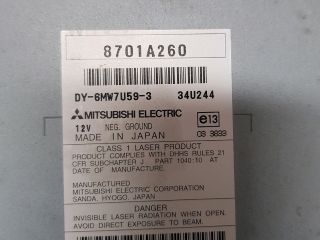 8701A260
DY-6MW7U59-3 34U244
MITSUBISHI ELECTRIC
12V NEG. GROUND
MADE IN JAPAN
e13
03 3833
CLASS 1 LASER PRODUCT
PRODUCT COMPLIES WITH DHHS RULES 21
CFR SUBCHAPTER J PART 1040:10 AT
DATE OF MANUFACTURE.
MANUFACTURED
MITSUBISHI ELECTRIC CORPORATION
SANDA, HYOGO, JAPAN
DANGER
INVISIBLE LASER RADIATION WHEN OPEN.
AVOID DIRECT EXPOSURE TO BEAM.